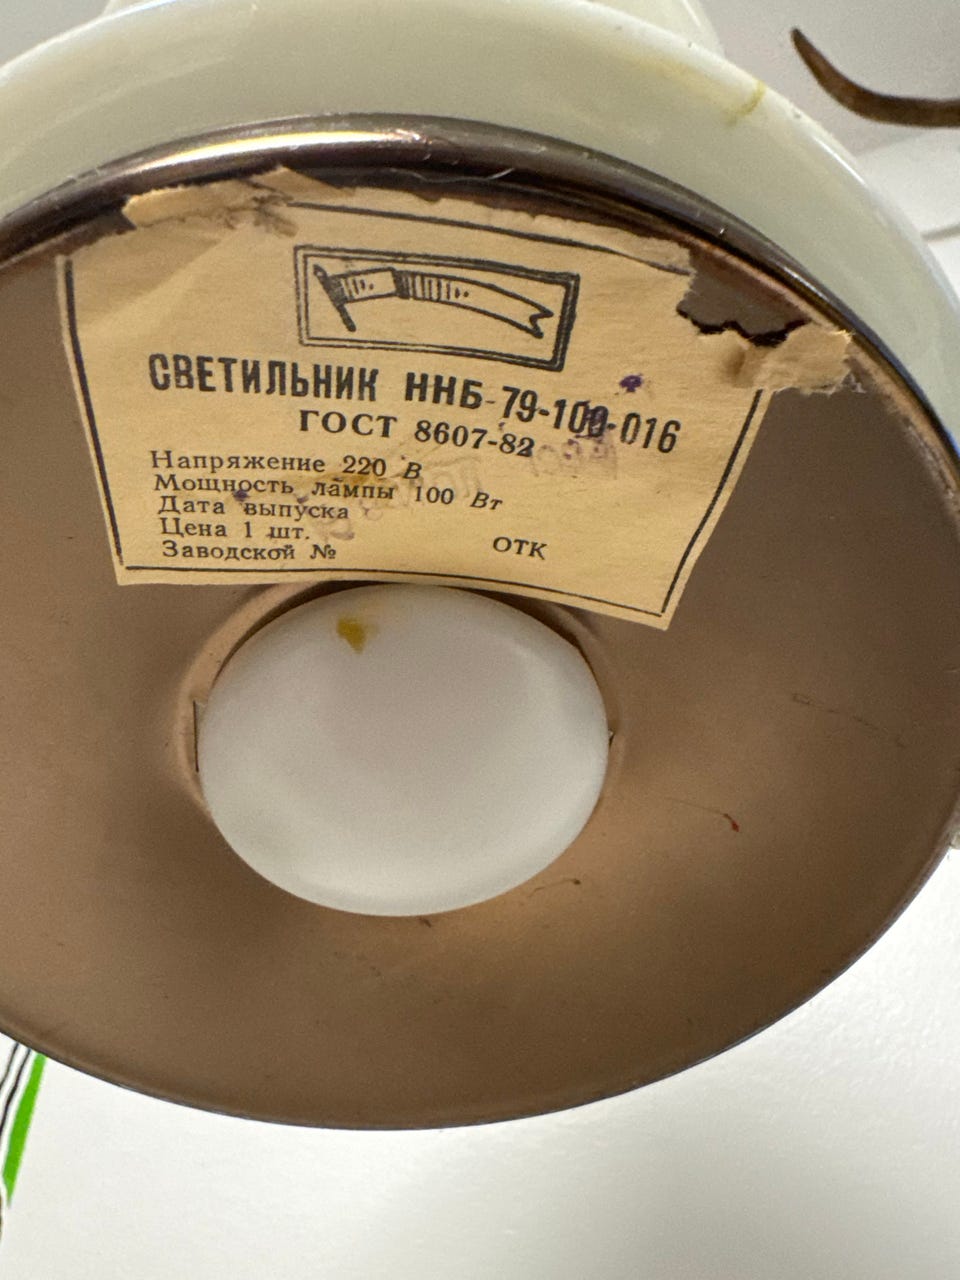 СВЕТИЛЬНИК ННБ-79-100-016
ГОСТ 8607-82
Напряжение 220 В
Мощность лампы 100 Вт
Дата выпуска
Цена 1 шт.
Заводской № ОТК